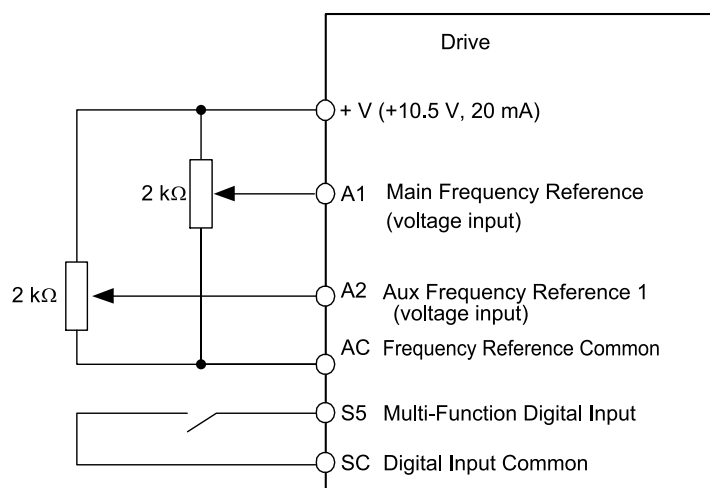 Drive
+ V (+10.5 V, 20 mA)
2 kΩ
A1 Main Frequency Reference
(voltage input)
2 kΩ
A2 Aux Frequency Reference 1
(voltage input)
AC Frequency Reference Common
S5 Multi-Function Digital Input
SC Digital Input Common